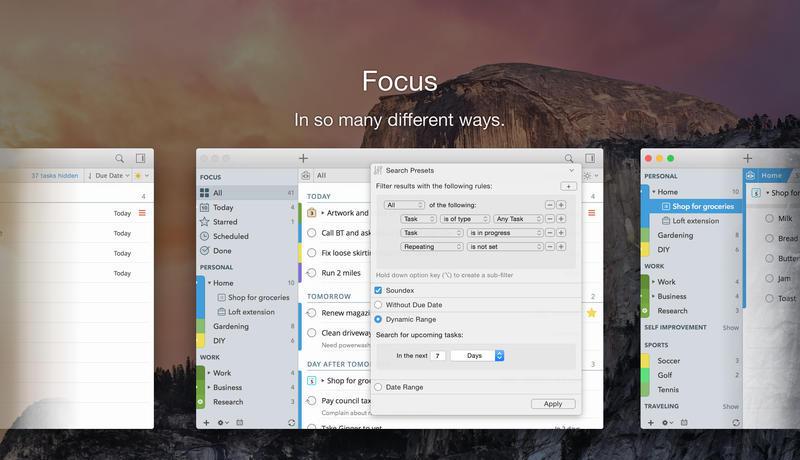 Focus
In so many different ways.
37 tasks hidden
Due Date
4
Today
Today
Today
Today
FOCUS
All 41
Today 4
Starred 1
Scheduled
Done
PERSONAL
Home 10
Shop for groceries
Loft extension
Gardening 8
DIY 6
WORK
Work 4
Business 4
Research 3
All
TODAY 4
Artwork and
Call BT and ask
Fix loose skirtin
Run 2 miles
TOMORROW 2
Renew magazi
Clean driveway
Need powerwash
DAY AFTER TOMO 3
Shop for gro
Pay council tax
Complain about r
Take Ginger to vet
In 3 days
Search Presets
Filter results with the following rules:
All of the following:
Task is of type Any Task
Task is in progress
Repeating is not set
Hold down option key (⌥) to create a sub-filter
Soundex
Without Due Date
Dynamic Range
Search for upcoming tasks:
In the next 7 Days
Date Range
Apply
PERSONAL
Home 10
Shop for groceries
Loft extension
Gardening 8
DIY 6
WORK
Work 4
Business 4
Research 3
SELF IMPROVEMENT Show
SPORTS
Soccer 3
Golf 2
Tennis
TRAVELING Show
Home
Shop fo
Milk
Bread
Butter
Jam
Toast